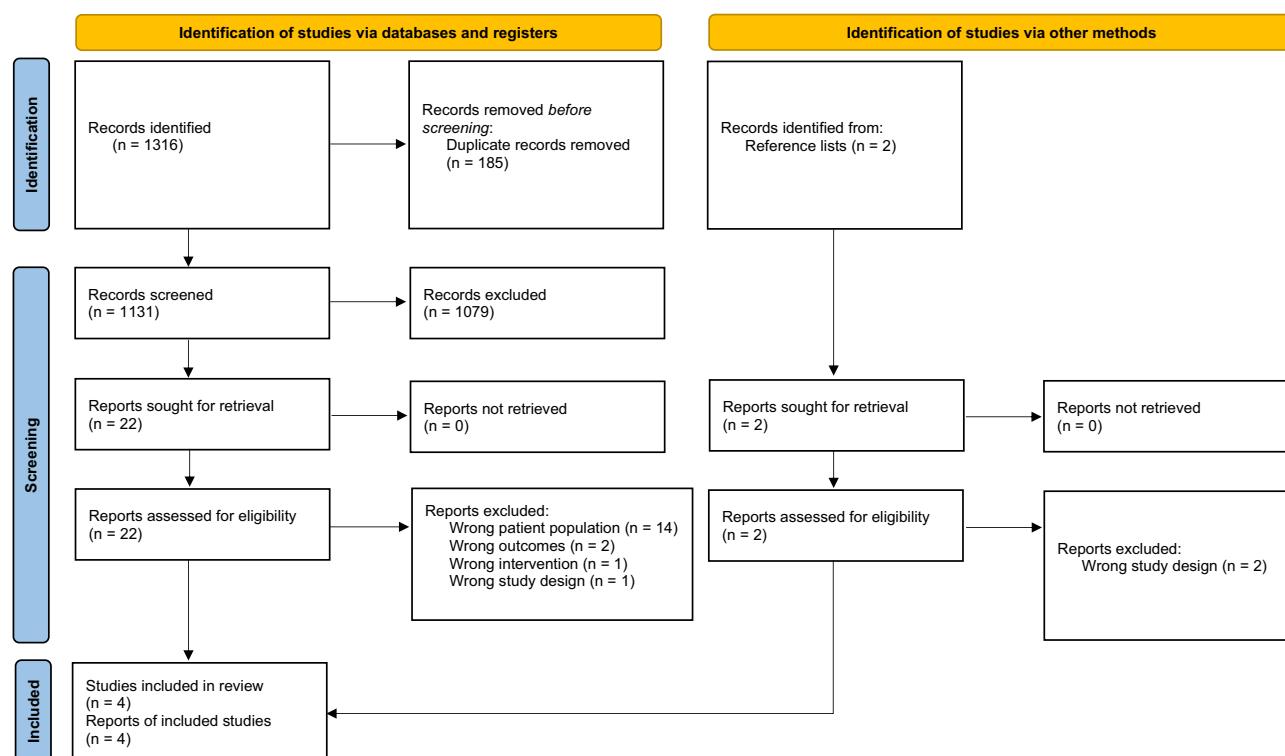 Identification of studies via databases and registers
Identification of studies via other methods
Identification
Records identified
(n = 1316)
Records removed before
screening:
Duplicate records removed
(n = 185)
Records identified from:
Reference lists (n = 2)
Screening
Records screened
(n = 1131)
Records excluded
(n = 1079)
Reports sought for retrieval
(n = 22)
Reports not retrieved
(n = 0)
Reports sought for retrieval
(n = 2)
Reports not retrieved
(n = 0)
Reports assessed for eligibility
(n = 22)
Reports excluded:
Wrong patient population (n = 14)
Wrong outcomes (n = 2)
Wrong intervention (n = 1)
Wrong study design (n = 1)
Reports assessed for eligibility
(n = 2)
Reports excluded:
Wrong study design (n = 2)
Included
Studies included in review
(n = 4)
Reports of included studies
(n = 4)